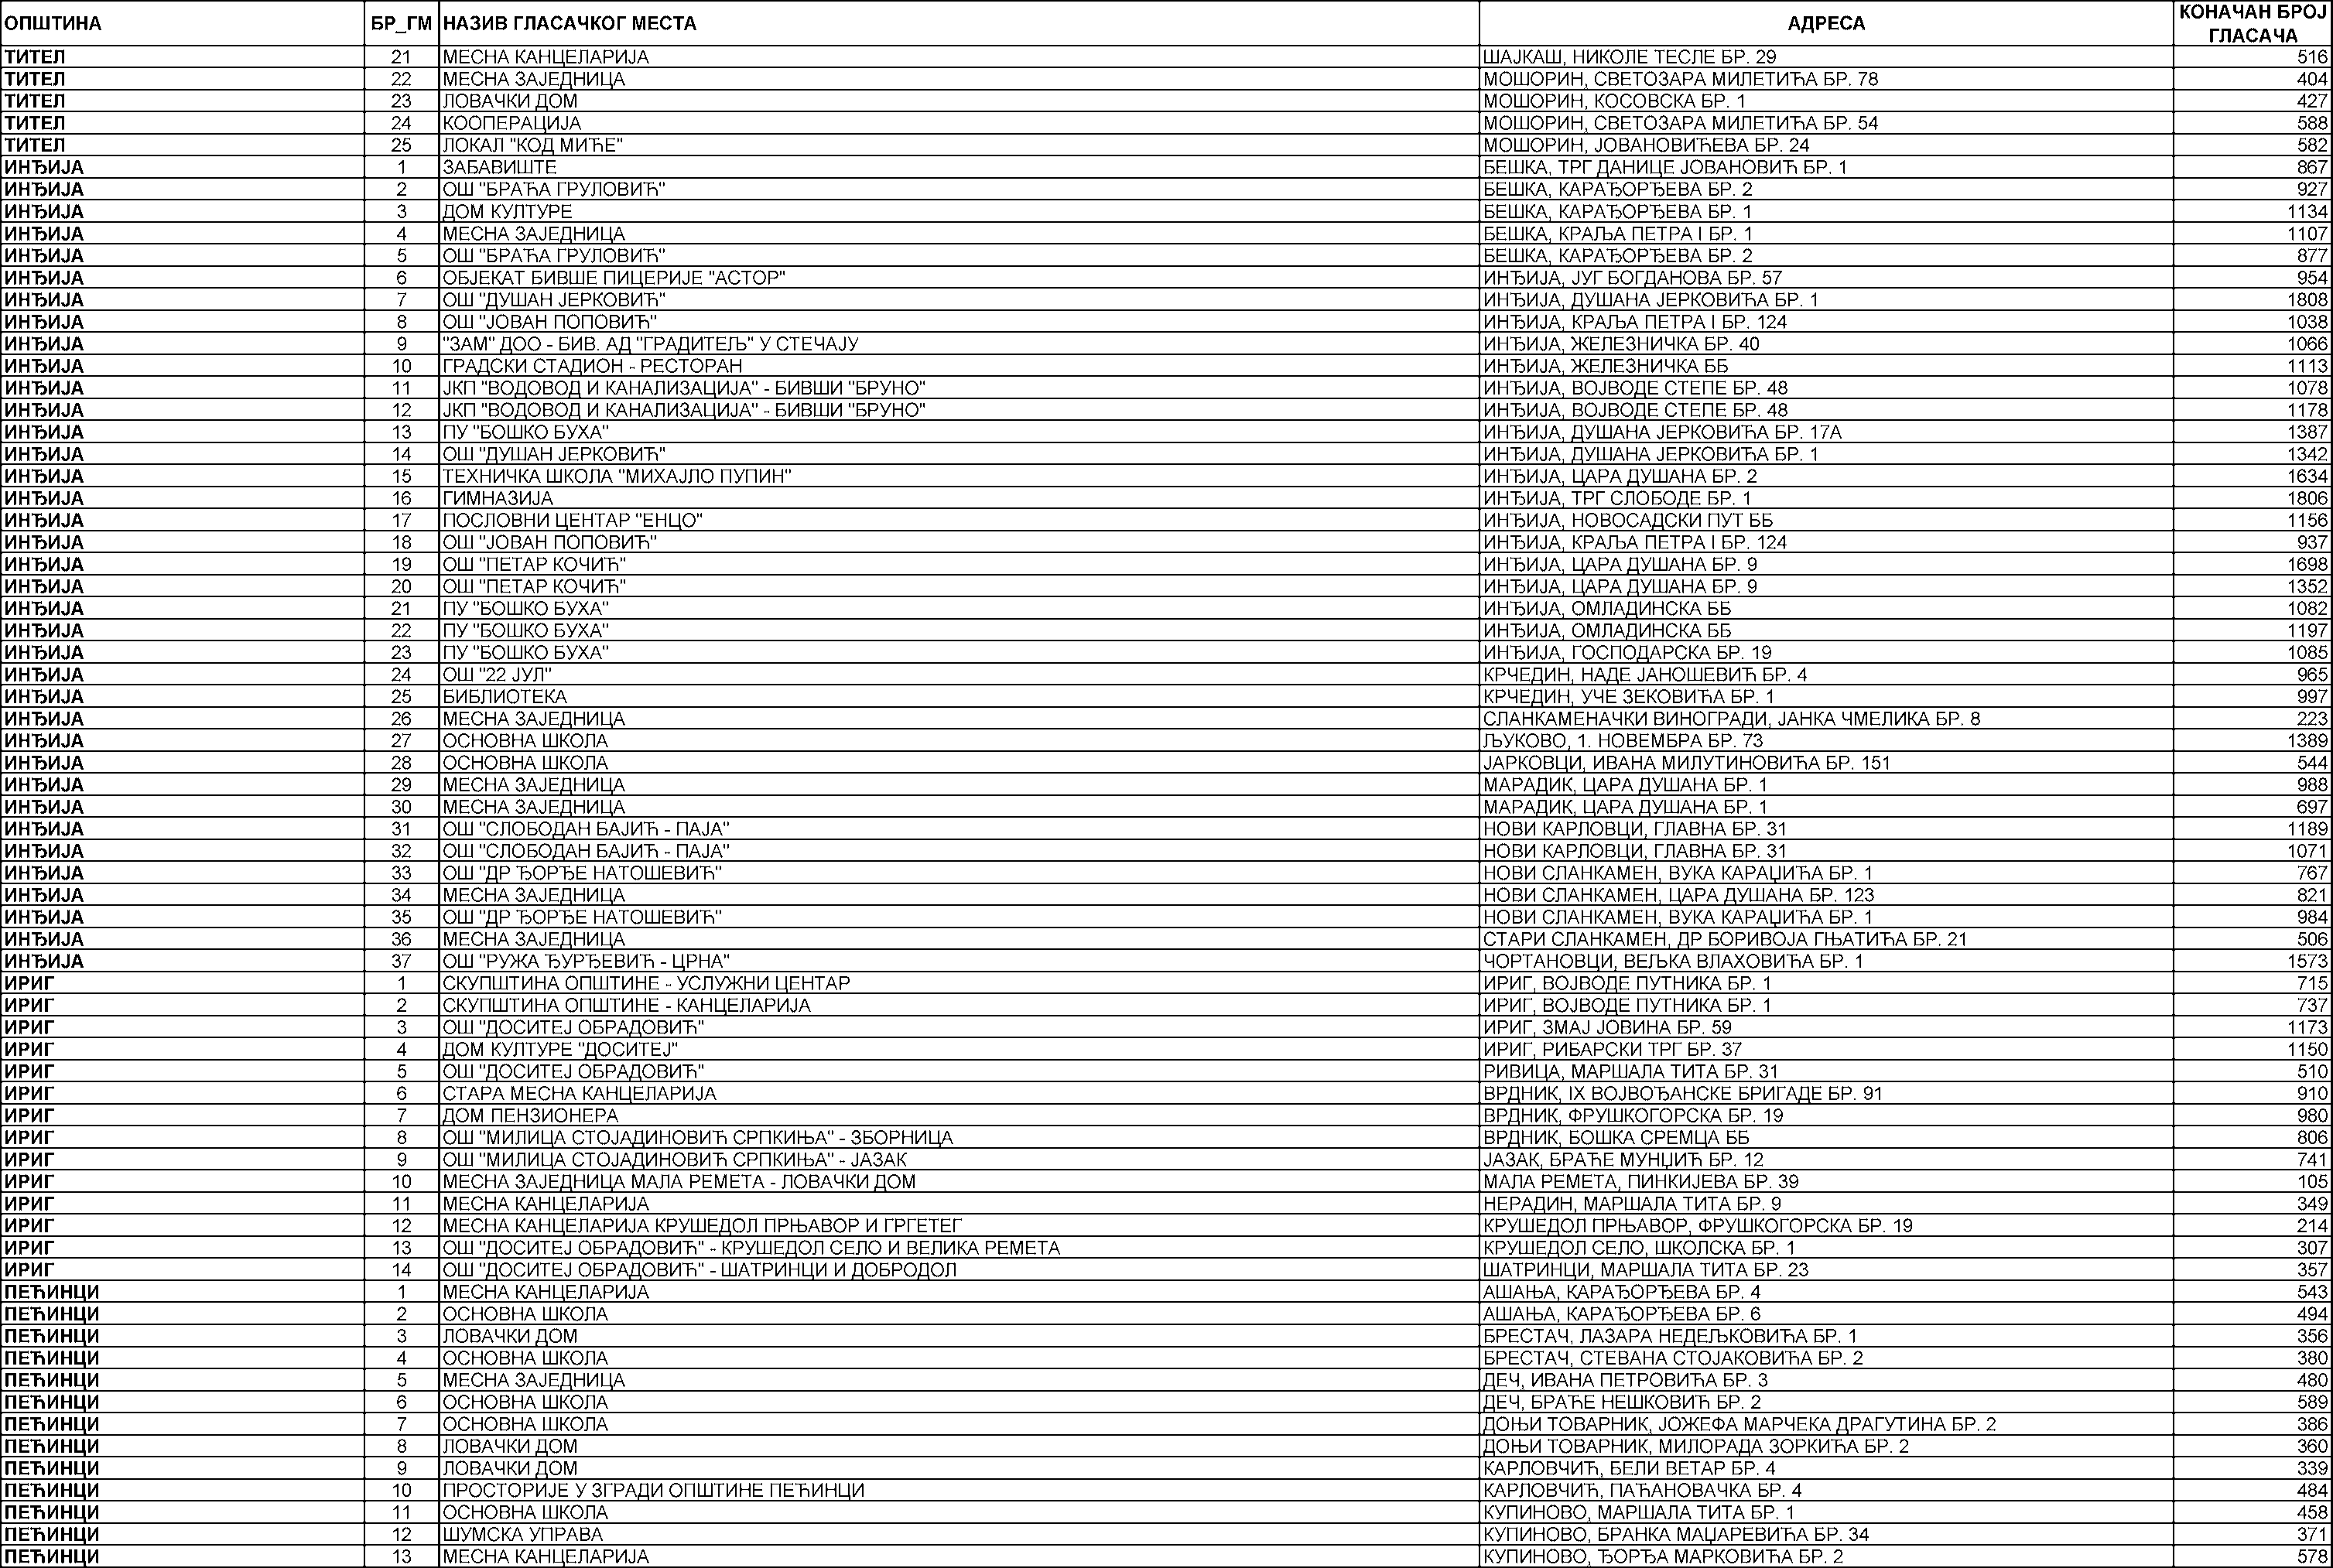 ОПШТИНА БР_ГМ НАЗИВ ГЛАСАЧКОГ МЕСТА АДРЕСА КОНАЧАН БРОЈ ГЛАСАЧА
ТИТЕЛ 21 МЕСНА КАНЦЕЛАРИЈА ШАЈКАШ, НИКОЛЕ ТЕСЛЕ БР. 29 516
ТИТЕЛ 22 МЕСНА ЗАЈЕДНИЦА МОШОРИН, СВЕТОЗАРА МИЛЕТИЋА БР. 78 404
ТИТЕЛ 23 ЛОВАЧКИ ДОМ МОШОРИН, КОСОВСКА БР. 1 427
ТИТЕЛ 24 КООПЕРАЦИЈА МОШОРИН, СВЕТОЗАРА МИЛЕТИЋА БР. 54 588
ТИТЕЛ 25 ЛОКАЛ "КОД МИЋЕ" МОШОРИН, ЈОВАНОВИЋЕВА БР. 24 582
ИНЂИЈА 1 ЗАБАВИШТЕ БЕШКА, ТРГ ДАНИЦЕ ЈОВАНОВИЋ БР. 1 867
ИНЂИЈА 2 ОШ "БРАЋА ГРУЛОВИЋ" БЕШКА, КАРАЂОРЂЕВА БР. 2 927
ИНЂИЈА 3 ДОМ КУЛТУРЕ БЕШКА, КАРАЂОРЂЕВА БР. 1 1134
ИНЂИЈА 4 МЕСНА ЗАЈЕДНИЦА БЕШКА, КРАЉА ПЕТРА I БР. 1 1107
ИНЂИЈА 5 ОШ "БРАЋА ГРУЛОВИЋ" БЕШКА, КАРАЂОРЂЕВА БР. 2 877
ИНЂИЈА 6 ОБЈЕКАТ БИВШЕ ПИЦЕРИЈЕ "АСТОР" ИНЂИЈА, ЈУГ БОГДАНОВА БР. 57 954
ИНЂИЈА 7 ОШ "ДУШАН ЈЕРКОВИЋ" ИНЂИЈА, ДУШАНА ЈЕРКОВИЋА БР. 1 1808
ИНЂИЈА 8 ОШ "ЈОВАН ПОПОВИЋ" ИНЂИЈА, КРАЉА ПЕТРА I БР. 124 1038
ИНЂИЈА 9 "ЗАМ" ДОО - БИВ. АД "ГРАДИТЕЉ" У СТЕЧАЈУ ИНЂИЈА, ЖЕЛЕЗНИЧКА БР. 40 1066
ИНЂИЈА 10 ГРАДСКИ СТАДИОН - РЕСТОРАН ИНЂИЈА, ЖЕЛЕЗНИЧКА ББ 1113
ИНЂИЈА 11 ЈКП "ВОДОВОД И КАНАЛИЗАЦИЈА" - БИВШИ "БРУНО" ИНЂИЈА, ВОЈВОДЕ СТЕПЕ БР. 48 1078
ИНЂИЈА 12 ЈКП "ВОДОВОД И КАНАЛИЗАЦИЈА" - БИВШИ "БРУНО" ИНЂИЈА, ВОЈВОДЕ СТЕПЕ БР. 48 1178
ИНЂИЈА 13 ПУ "БОШКО БУХА" ИНЂИЈА, ДУШАНА ЈЕРКОВИЋА БР. 17А 1387
ИНЂИЈА 14 ОШ "ДУШАН ЈЕРКОВИЋ" ИНЂИЈА, ДУШАНА ЈЕРКОВИЋА БР. 1 1342
ИНЂИЈА 15 ТЕХНИЧКА ШКОЛА "МИХАЈЛО ПУПИН" ИНЂИЈА, ЦАРА ДУШАНА БР. 2 1634
ИНЂИЈА 16 ГИМНАЗИЈА ИНЂИЈА, ТРГ СЛОБОДЕ БР. 1 1806
ИНЂИЈА 17 ПОСЛОВНИ ЦЕНТАР "ЕНЦО" ИНЂИЈА, НОВОСАДСКИ ПУТ ББ 1156
ИНЂИЈА 18 ОШ "ЈОВАН ПОПОВИЋ" ИНЂИЈА, КРАЉА ПЕТРА I БР. 124 937
ИНЂИЈА 19 ОШ "ПЕТАР КОЧИЋ" ИНЂИЈА, ЦАРА ДУШАНА БР. 9 1698
ИНЂИЈА 20 ОШ "ПЕТАР КОЧИЋ" ИНЂИЈА, ЦАРА ДУШАНА БР. 9 1352
ИНЂИЈА 21 ПУ "БОШКО БУХА" ИНЂИЈА, ОМЛАДИНСКА ББ 1082
ИНЂИЈА 22 ПУ "БОШКО БУХА" ИНЂИЈА, ОМЛАДИНСКА ББ 1197
ИНЂИЈА 23 ПУ "БОШКО БУХА" ИНЂИЈА, ГОСПОДАРСКА БР. 19 1085
ИНЂИЈА 24 ОШ "22 ЈУЛ" КРЧЕДИН, НАДЕ ЈАНОШЕВИЋ БР. 4 965
ИНЂИЈА 25 БИБЛИОТЕКА КРЧЕДИН, УЧЕ ЗЕКОВИЋА БР. 1 997
ИНЂИЈА 26 МЕСНА ЗАЈЕДНИЦА СЛАНКАМЕНАЧКИ ВИНОГРАДИ, ЈАНКА ЧМЕЛИКА БР. 8 223
ИНЂИЈА 27 ОСНОВНА ШКОЛА ЉУКОВО, 1. НОВЕМБРА БР. 73 1389
ИНЂИЈА 28 ОСНОВНА ШКОЛА ЈАРКОВЦИ, ИВАНА МИЛУТИНОВИЋА БР. 151 544
ИНЂИЈА 29 МЕСНА ЗАЈЕДНИЦА МАРАДИК, ЦАРА ДУШАНА БР. 1 988
ИНЂИЈА 30 МЕСНА ЗАЈЕДНИЦА МАРАДИК, ЦАРА ДУШАНА БР. 1 697
ИНЂИЈА 31 ОШ "СЛОБОДАН БАЈИЋ - ПАЈА" НОВИ КАРЛОВЦИ, ГЛАВНА БР. 31 1189
ИНЂИЈА 32 ОШ "СЛОБОДАН БАЈИЋ - ПАЈА" НОВИ КАРЛОВЦИ, ГЛАВНА БР. 31 1071
ИНЂИЈА 33 ОШ "ДР ЂОРЂЕ НАТОШЕВИЋ" НОВИ СЛАНКАМЕН, ВУКА КАРАЏИЋА БР. 1 767
ИНЂИЈА 34 МЕСНА ЗАЈЕДНИЦА НОВИ СЛАНКАМЕН, ЦАРА ДУШАНА БР. 123 821
ИНЂИЈА 35 ОШ "ДР ЂОРЂЕ НАТОШЕВИЋ" НОВИ СЛАНКАМЕН, ВУКА КАРАЏИЋА БР. 1 984
ИНЂИЈА 36 МЕСНА ЗАЈЕДНИЦА СТАРИ СЛАНКАМЕН, ДР БОРИВОЈА ГЊАТИЋА БР. 21 506
ИНЂИЈА 37 ОШ "РУЖА ЂУРЂЕВИЋ - ЦРНА" ЧОРТАНОВЦИ, ВЕЉКА ВЛАХОВИЋА БР. 1 1573
ИРИГ 1 СКУПШТИНА ОПШТИНЕ - УСЛУЖНИ ЦЕНТАР ИРИГ, ВОЈВОДЕ ПУТНИКА БР. 1 715
ИРИГ 2 СКУПШТИНА ОПШТИНЕ - КАНЦЕЛАРИЈА ИРИГ, ВОЈВОДЕ ПУТНИКА БР. 1 737
ИРИГ 3 ОШ "ДОСИТЕЈ ОБРАДОВИЋ" ИРИГ, ЗМАЈ ЈОВИНА БР. 59 1173
ИРИГ 4 ДОМ КУЛТУРЕ "ДОСИТЕЈ" ИРИГ, РИБАРСКИ ТРГ БР. 37 1150
ИРИГ 5 ОШ "ДОСИТЕЈ ОБРАДОВИЋ" РИВИЦА, МАРШАЛА ТИТА БР. 31 510
ИРИГ 6 СТАРА МЕСНА КАНЦЕЛАРИЈА ВРДНИК, IX ВОЈВОЂАНСКЕ БРИГАДЕ БР. 91 910
ИРИГ 7 ДОМ ПЕНЗИОНЕРА ВРДНИК, ФРУШКОГОРСКА БР. 19 980
ИРИГ 8 ОШ "МИЛИЦА СТОЈАДИНОВИЋ СРПКИЊА" - ЗБОРНИЦА ВРДНИК, БОШКА СРЕМЦА ББ 806
ИРИГ 9 ОШ "МИЛИЦА СТОЈАДИНОВИЋ СРПКИЊА" - ЈАЗАК ЈАЗАК, БРАЋЕ МУНЏИЋ БР. 12 741
ИРИГ 10 МЕСНА ЗАЈЕДНИЦА МАЛА РЕМЕТА - ЛОВАЧКИ ДОМ МАЛА РЕМЕТА, ПИНКИЈЕВА БР. 39 105
ИРИГ 11 МЕСНА КАНЦЕЛАРИЈА НЕРАДИН, МАРШАЛА ТИТА БР. 9 349
ИРИГ 12 МЕСНА КАНЦЕЛАРИЈА КРУШЕДОЛ ПРЊАВОР И ГРГЕТЕГ КРУШЕДОЛ ПРЊАВОР, ФРУШКОГОРСКА БР. 19 214
ИРИГ 13 ОШ "ДОСИТЕЈ ОБРАДОВИЋ" - КРУШЕДОЛ СЕЛО И ВЕЛИКА РЕМЕТА КРУШЕДОЛ СЕЛО, ШКОЛСКА БР. 1 307
ИРИГ 14 ОШ "ДОСИТЕЈ ОБРАДОВИЋ" - ШАТРИНЦИ И ДОБРОДОЛ ШАТРИНЦИ, МАРШАЛА ТИТА БР. 23 357
ПЕЋИНЦИ 1 МЕСНА КАНЦЕЛАРИЈА АШАЊА, КАРАЂОРЂЕВА БР. 4 543
ПЕЋИНЦИ 2 ОСНОВНА ШКОЛА АШАЊА, КАРАЂОРЂЕВА БР. 6 494
ПЕЋИНЦИ 3 ЛОВАЧКИ ДОМ БРЕСТАЧ, ЛАЗАРА НЕДЕЉКОВИЋА БР. 1 356
ПЕЋИНЦИ 4 ОСНОВНА ШКОЛА БРЕСТАЧ, СТЕВАНА СТОЈАКОВИЋА БР. 2 380
ПЕЋИНЦИ 5 МЕСНА ЗАЈЕДНИЦА ДЕЧ, ИВАНА ПЕТРОВИЋА БР. 3 480
ПЕЋИНЦИ 6 ОСНОВНА ШКОЛА ДЕЧ, БРАЋЕ НЕШКОВИЋ БР. 2 589
ПЕЋИНЦИ 7 ОСНОВНА ШКОЛА ДОЊИ ТОВАРНИК, ЈОЖЕФА МАРЧЕКА ДРАГУТИНА БР. 2 386
ПЕЋИНЦИ 8 ЛОВАЧКИ ДОМ ДОЊИ ТОВАРНИК, МИЛОРАДА ЗОРКИЋА БР. 2 360
ПЕЋИНЦИ 9 ЛОВАЧКИ ДОМ КАРЛОВЧИЋ, БЕЛИ ВЕТАР БР. 4 339
ПЕЋИНЦИ 10 ПРОСТОРИЈЕ У ЗГРАДИ ОПШТИНЕ ПЕЋИНЦИ КАРЛОВЧИЋ, ПАЋАНОВАЧКА БР. 4 484
ПЕЋИНЦИ 11 ОСНОВНА ШКОЛА КУПИНОВО, МАРШАЛА ТИТА БР. 1 458
ПЕЋИНЦИ 12 ШУМСКА УПРАВА КУПИНОВО, БРАНКА МАЏАРЕВИЋА БР. 34 371
ПЕЋИНЦИ 13 МЕСНА КАНЦЕЛАРИЈА КУПИНОВО, ЂОРЂА МАРКОВИЋА БР. 2 578